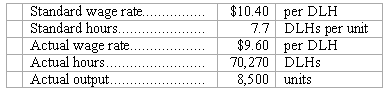 Standard wage rate................ $10.40 per DLH
Standard hours...................... 7.7 DLHs per unit
Actual wage rate................... $9.60 per DLH
Actual hours......................... 70,270 DLHs
Actual output........................ 8,500 units